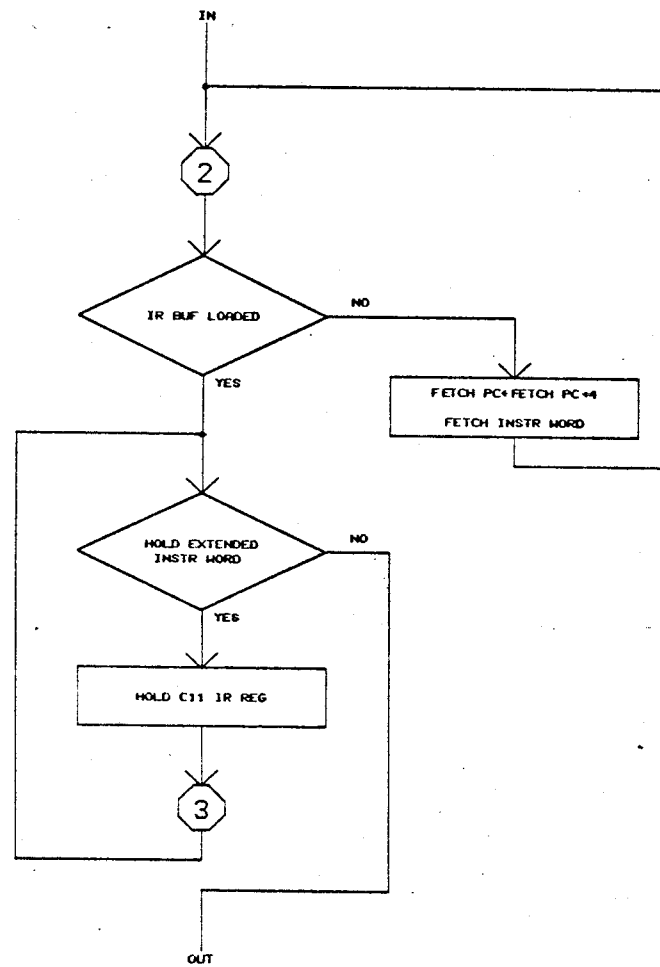 IN
2
IR BUF LOADED
NO
YES
FETCH PC←FETCH PC+4
FETCH INSTR WORD
HOLD EXTENDED
INSTR WORD
NO
YES
HOLD C11 IR REG
3
OUT